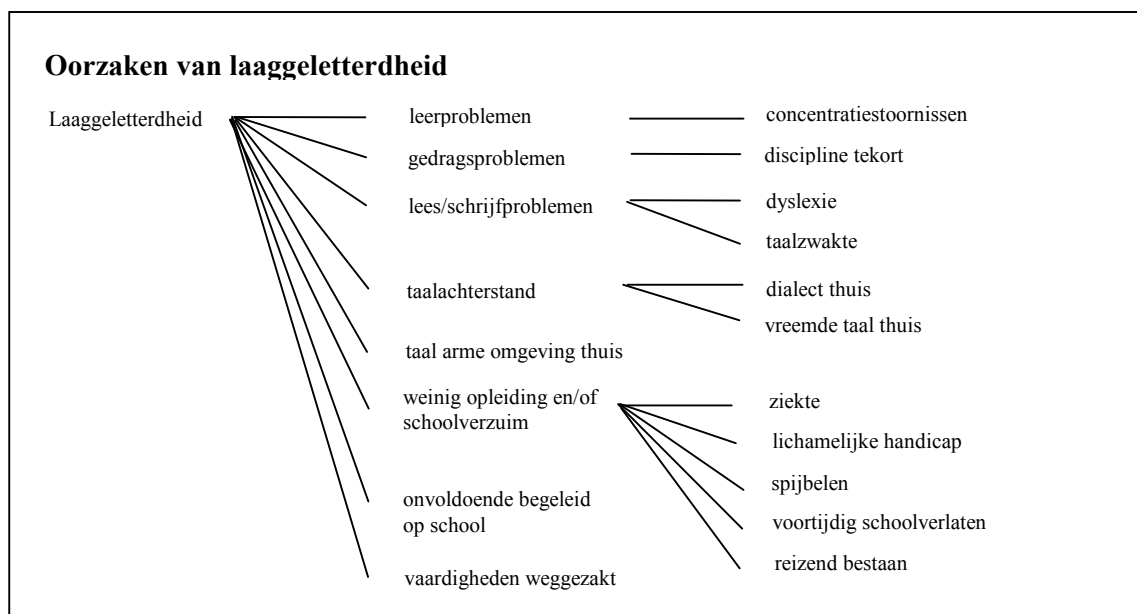 Oorzaken van laaggeletterdheid
Laaggeletterdheid
leerproblemen
concentratiestoornissen
gedragsproblemen
discipline tekort
lees/schrijfproblemen
dyslexie
taalzwakte
taalachterstand
dialect thuis
vreemde taal thuis
taal arme omgeving thuis
weinig opleiding en/of
schoolverzuim
ziekte
lichamelijke handicap
spijbelen
voortijdig schoolverlaten
reizend bestaan
onvoldoende begeleid
op school
vaardigheden weggezakt